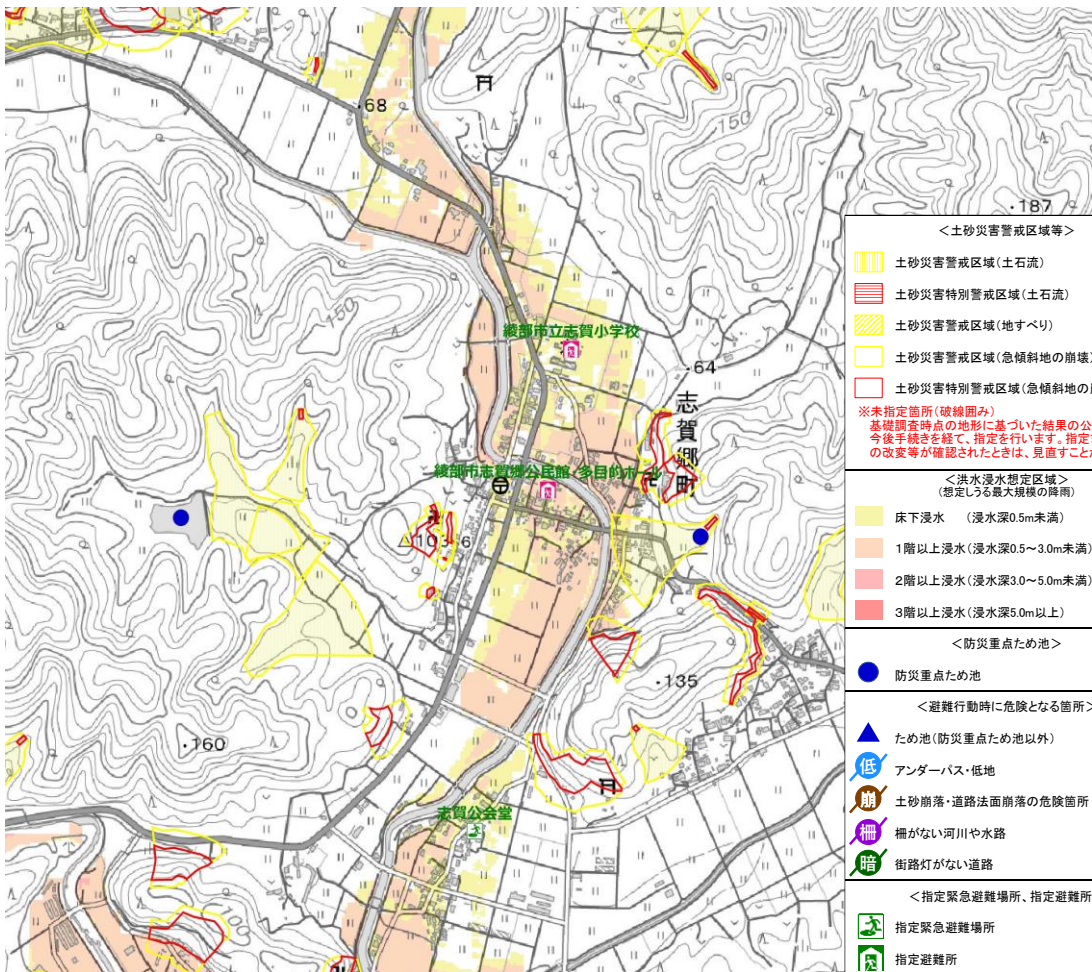 68
150
187
綾部市立志賀小学校
64
志賀郷町
綾部市志賀郷公民館・多目的ホール
135
160
志賀公会堂
＜土砂災害警戒区域等＞
土砂災害警戒区域(土石流)
土砂災害特別警戒区域(土石流)
土砂災害警戒区域(地すべり)
土砂災害警戒区域(急傾斜地の崩壊
土砂災害特別警戒区域(急傾斜地の
※未指定箇所(破線囲み)
基礎調査時点の地形に基づいた結果の公
今後手続きを経て、指定を行います。指定
の改変等が確認されたときは、見直すこと
＜洪水浸水想定区域＞
(想定しうる最大規模の降雨)
床下浸水　(浸水深0.5m未満)
1階以上浸水(浸水深0.5～3.0m未満)
2階以上浸水(浸水深3.0～5.0m未満)
3階以上浸水(浸水深5.0m以上)
＜防災重点ため池＞
防災重点ため池
＜避難行動時に危険となる箇所＞
ため池(防災重点ため池以外)
低 アンダーパス・低地
崩 土砂崩落・道路法面崩落の危険箇所
柵 柵がない河川や水路
暗 街路灯がない道路
＜指定緊急避難場所、指定避難所
指定緊急避難場所
指定避難所